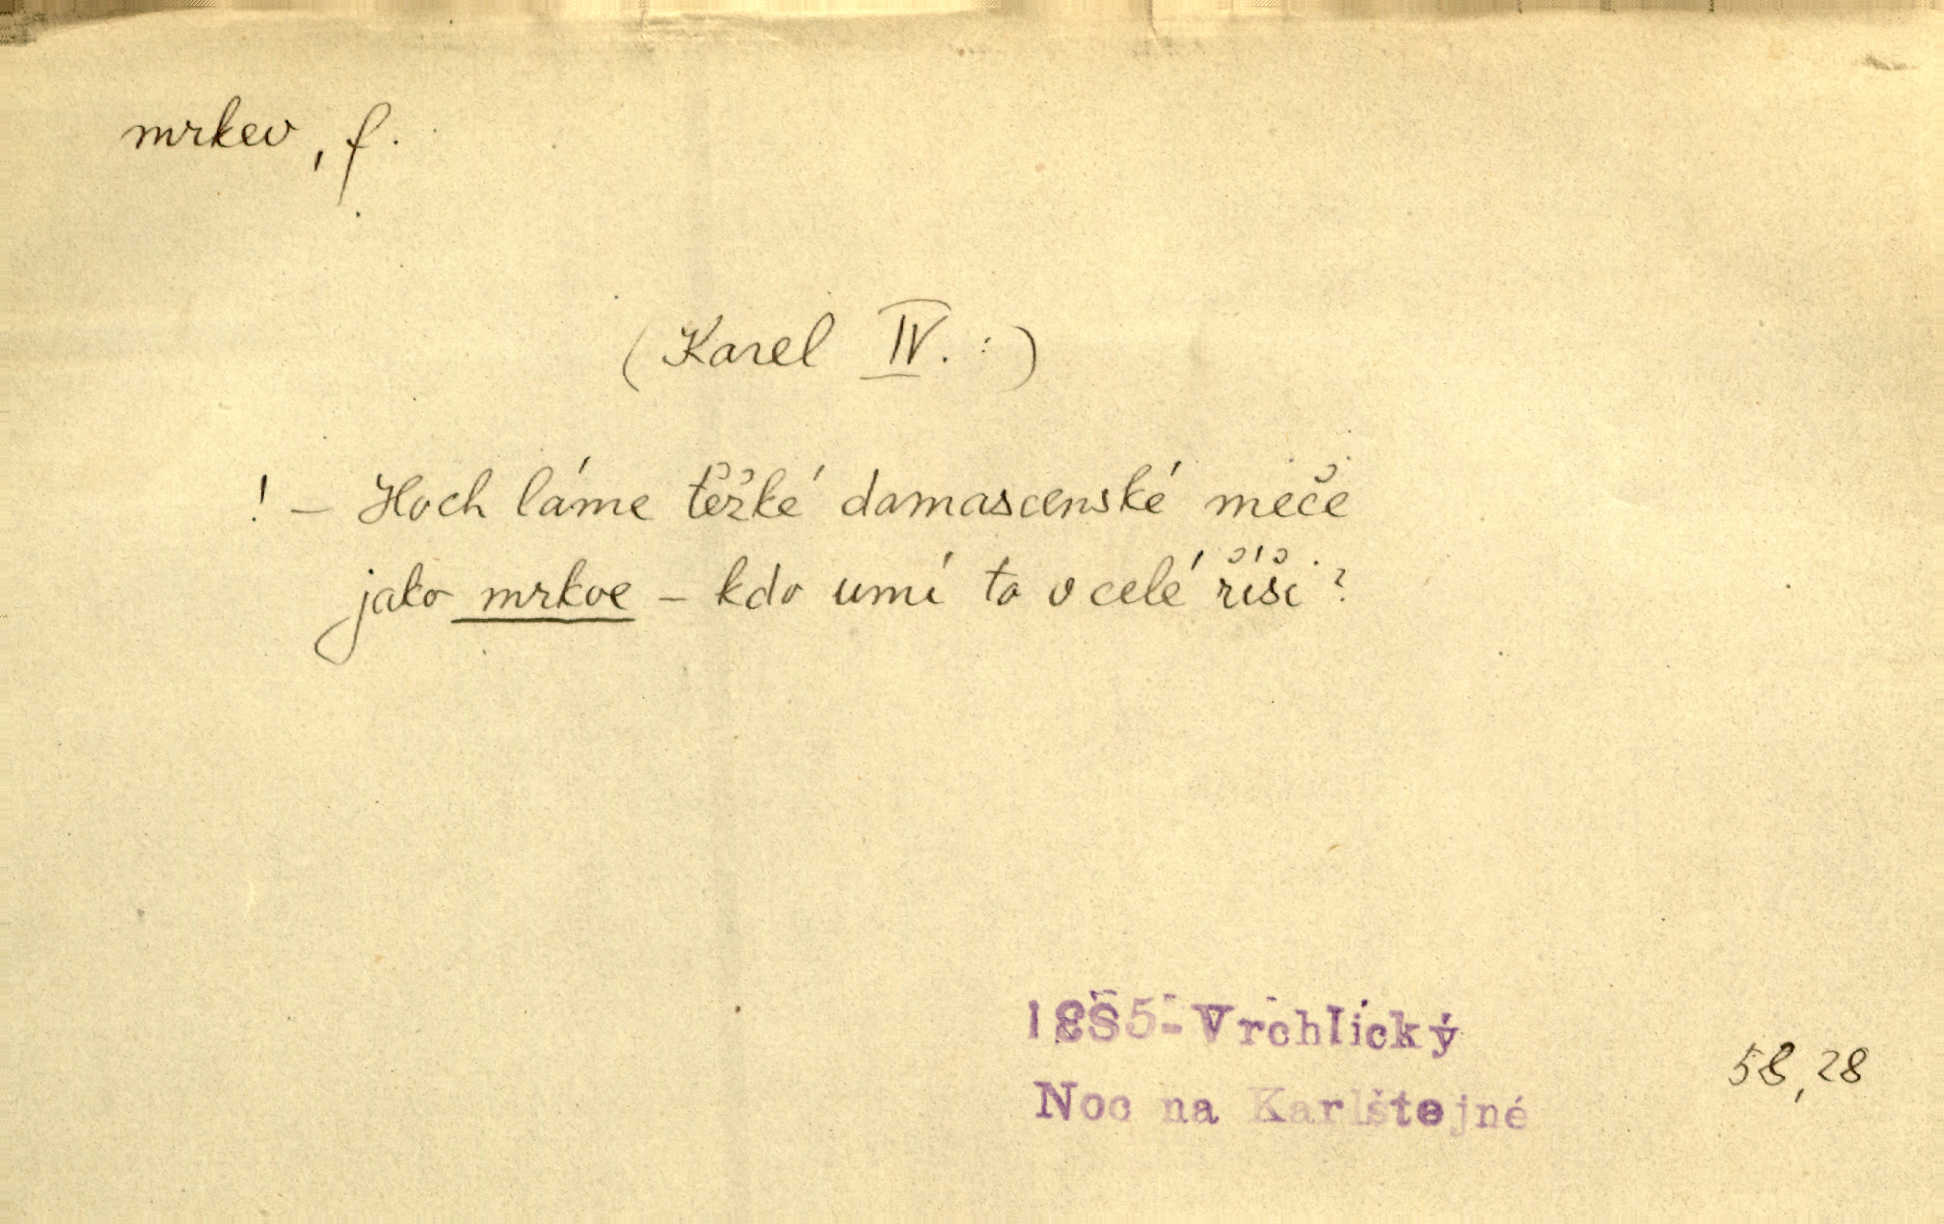 mrkev, f.
(Karel IV. :)
! – Hoch láme těžké damascenské meče
jako mrkve – kdo umí to v celé říši?
1885-Vrchlický
Noc na Karlštejně
58,28